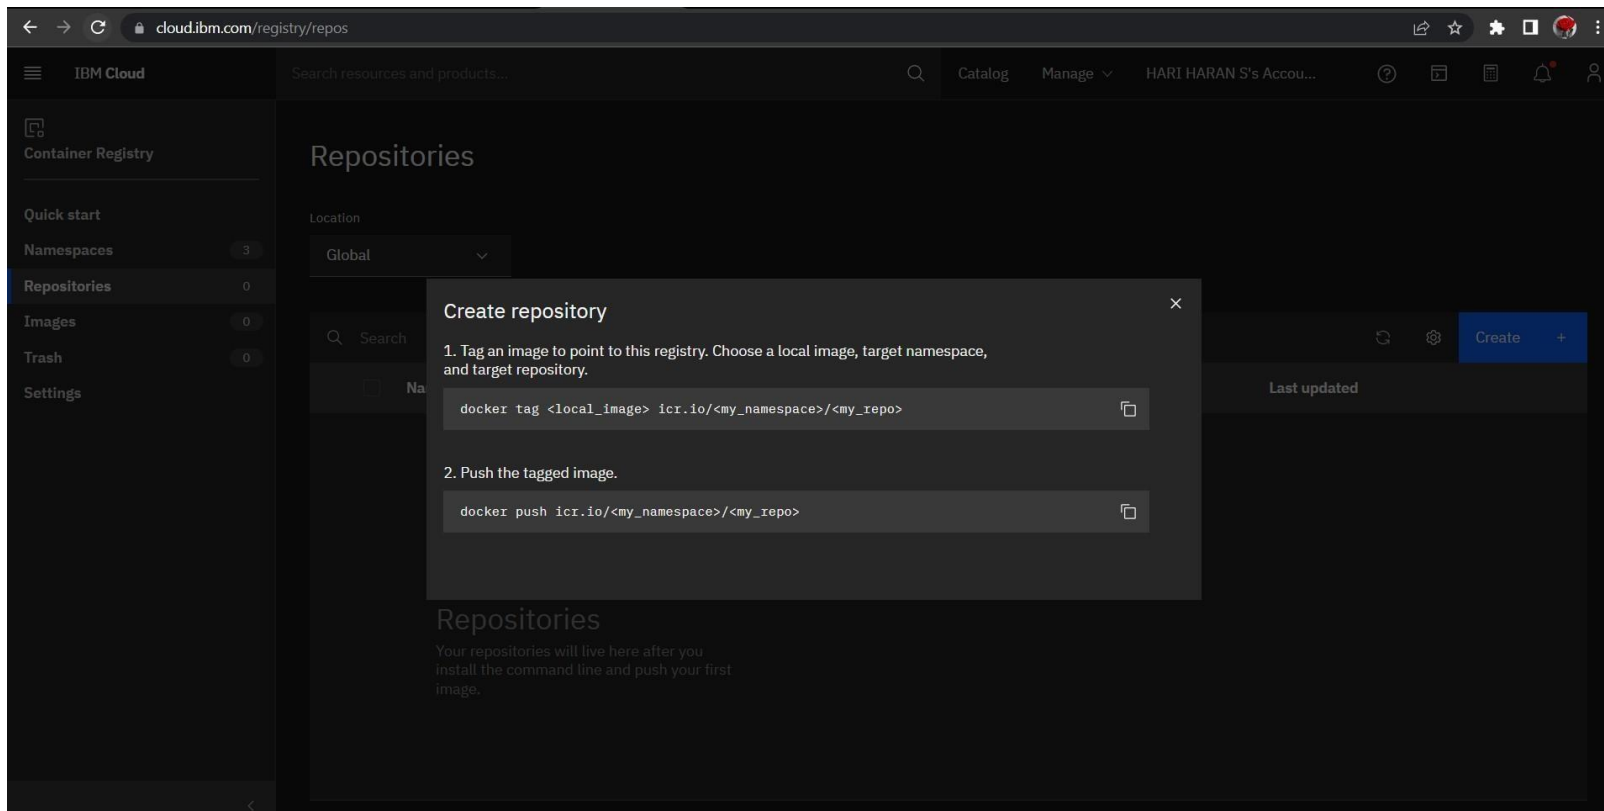 cloud.ibm.com/registry/repos
IBM Cloud
Search resources and products...
Catalog
Manage
HARI HARAN S's Accou...
Container Registry
Quick start
Namespaces 3
Repositories 0
Images 0
Trash 0
Settings
Repositories
Location
Global
Search
Create +
Na
Last updated
Create repository
1. Tag an image to point to this registry. Choose a local image, target namespace,
and target repository.
docker tag <local_image> icr.io/<my_namespace>/<my_repo>
2. Push the tagged image.
docker push icr.io/<my_namespace>/<my_repo>
Repositories
Your repositories will live here after you
install the command line and push your first
image.